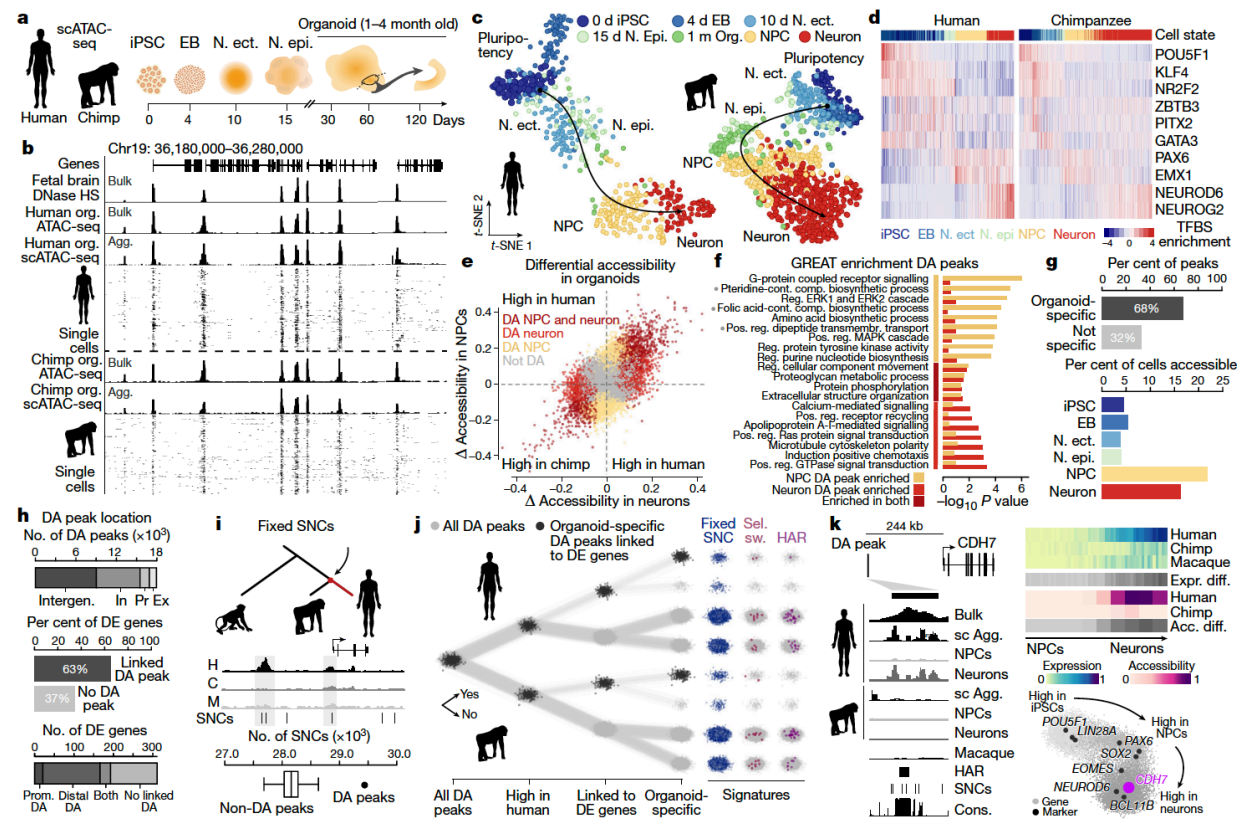 a
scATAC-
seq
Human
Chimp
iPSC
EB
N. ect.
N. epi.
Organoid (1–4 month old)
0
4
10
15
30
60
120
Days
b
Chr19: 36,180,000–36,280,000
Genes
Fetal brain
DNase HS
Bulk
Human org.
ATAC-seq
Bulk
Human org.
scATAC-seq
Agg.
Single
cells
Chimp org.
ATAC-seq
Bulk
Chimp org.
scATAC-seq
Agg.
Single
cells
c
0 d iPSC
4 d EB
10 d N. ect.
15 d N. Epi.
1 m Org.
NPC
Neuron
Pluripo-
tency
N. ect.
N. epi.
NPC
Neuron
t-SNE 2
t-SNE 1
Pluripotency
N. ect.
N. epi.
NPC
Neuron
d
Human
Chimpanzee
Cell state
POU5F1
KLF4
NR2F2
ZBTB3
PITX2
GATA3
PAX6
EMX1
NEUROD6
NEUROG2
iPSC EB N. ect N. epi NPC Neuron
−4 0 4
TFBS
enrichment
e
Differential accessibility
in organoids
High in human
DA NPC and neuron
DA neuron
DA NPC
Not DA
High in chimp
High in human
Δ Accessibility in NPCs
0.4
0.2
0
−0.2
−0.4
−0.4 −0.2 0 0.2 0.4
Δ Accessibility in neurons
f
GREAT enrichment DA peaks
G-protein coupled receptor signalling
Pteridine-cont. comp. biosynthetic process
Reg. ERK1 and ERK2 cascade
Folic acid-cont. comp. biosynthetic process
Amino acid biosynthetic process
Pos. reg. dipeptide transmembr. transport
Pos. reg. MAPK cascade
Reg. protein tyrosine kinase activity
Reg. purine nucleotide biosynthesis
Reg. cellular component movement
Proteoglycan metabolic process
Protein phosphorylation
Extracellular structure organization
Calcium-mediated signalling
Pos. reg. receptor recycling
Apolipoprotein A-I-mediated signalling
Pos. reg. Ras protein signal transduction
Microtubule cytoskeleton polarity
Induction positive chemotaxis
Pos. reg. GTPase signal transduction
NPC DA peak enriched
Neuron DA peak enriched
Enriched in both
0 2 4 6
−log10 P value
g
Per cent of peaks
0 20 40 60 80 100
Organoid-
specific
68%
Not
specific
32%
Per cent of cells accessible
0 5 10 15 20 25
iPSC
EB
N. ect.
N. epi.
NPC
Neuron
h
DA peak location
No. of DA peaks (×10³)
0 6 12 18
Intergen. In Pr Ex
Per cent of DE genes
0 20 40 60 80 100
63%
Linked
DA peak
37%
No DA
peak
No. of DE genes
0 100 200 300
Prom.
DA
Distal
DA
Both
No linked
DA
i
Fixed SNCs
H
C
M
SNCs
No. of SNCs (×10³)
27.0 28.0 29.0 30.0
Non-DA peaks
DA peaks
j
All DA peaks
Organoid-specific
DA peaks linked
to DE genes
Fixed
SNC
Sel.
sw.
HAR
Yes
No
All DA
peaks
High in
human
Linked to
DE genes
Organoid-
specific
Signatures
k
244 kb
DA peak
CDH7
Bulk
sc Agg.
NPCs
Neurons
sc Agg.
NPCs
Neurons
Macaque
HAR
SNCs
Cons.
Human
Chimp
Macaque
Expr. diff.
Human
Chimp
Acc. diff.
NPCs
Neurons
Expression
0 1
Accessibility
0 1
High in
iPSCs
POU5F1
LIN28A
High in
NPCs
PAX6
SOX2
EOMES
CDH7
NEUROD6
BCL11B
High in
neurons
Gene
Marker